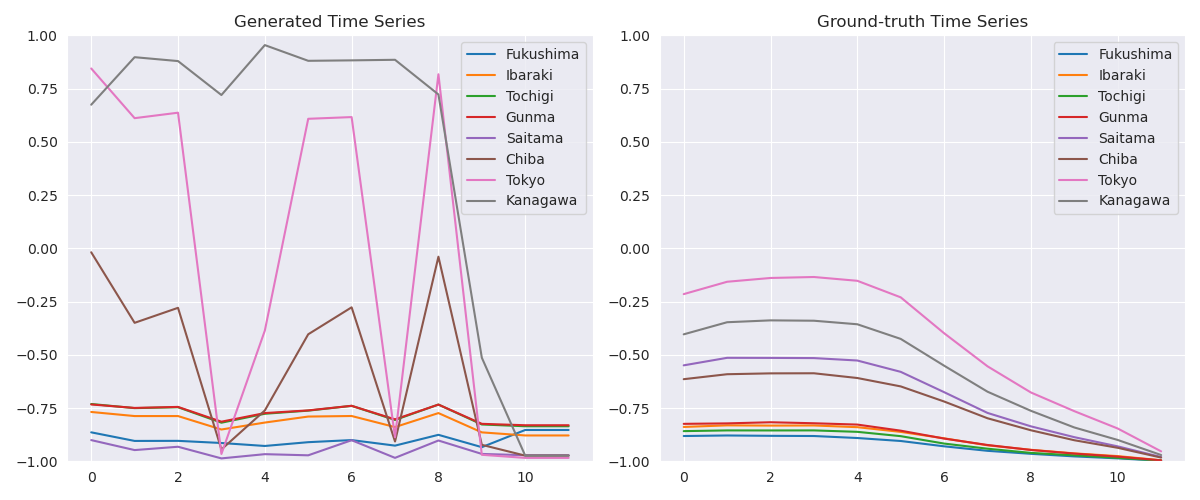 Generated Time Series
1.00
0.75
0.50
0.25
0.00
−0.25
−0.50
−0.75
−1.00
0 2 4 6 8 10
Fukushima
Ibaraki
Tochigi
Gunma
Saitama
Chiba
Tokyo
Kanagawa
Ground-truth Time Series
1.00
0.75
0.50
0.25
0.00
−0.25
−0.50
−0.75
−1.00
0 2 4 6 8 10
Fukushima
Ibaraki
Tochigi
Gunma
Saitama
Chiba
Tokyo
Kanagawa